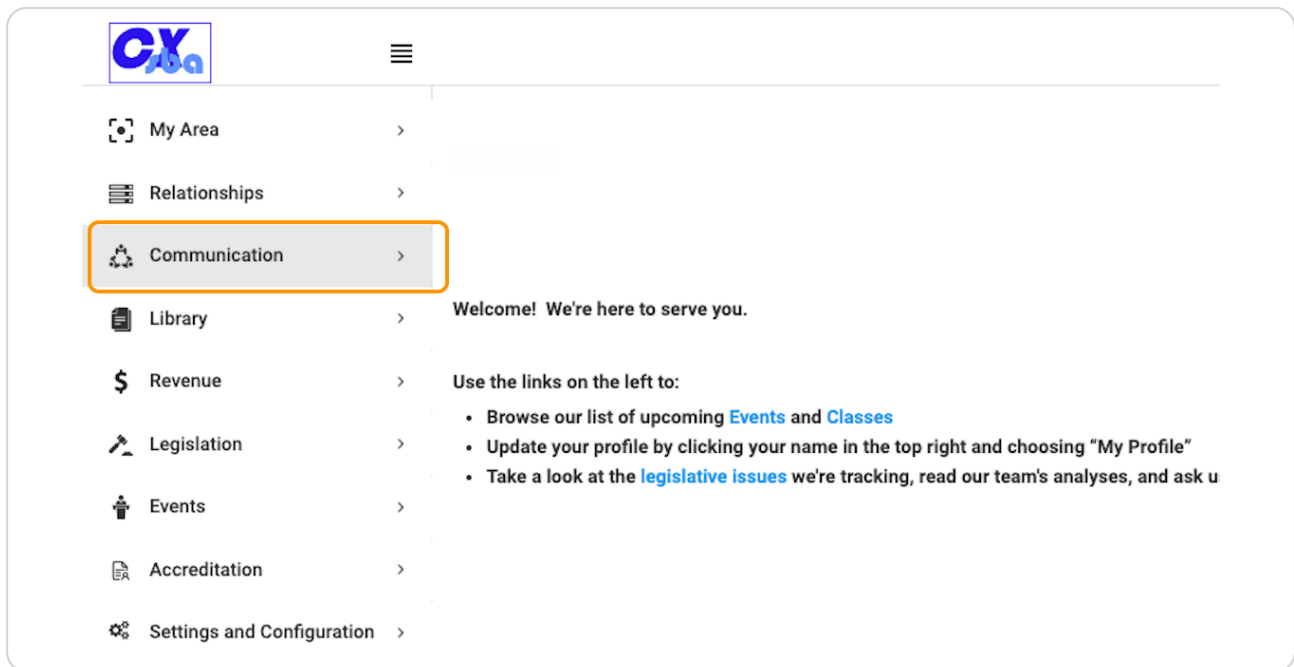 CX
sba
My Area
Relationships
Communication
Library
Revenue
Legislation
Events
Accreditation
Settings and Configuration
Welcome!  We're here to serve you.
Use the links on the left to:
• Browse our list of upcoming Events and Classes
• Update your profile by clicking your name in the top right and choosing “My Profile”
• Take a look at the legislative issues we're tracking, read our team's analyses, and ask